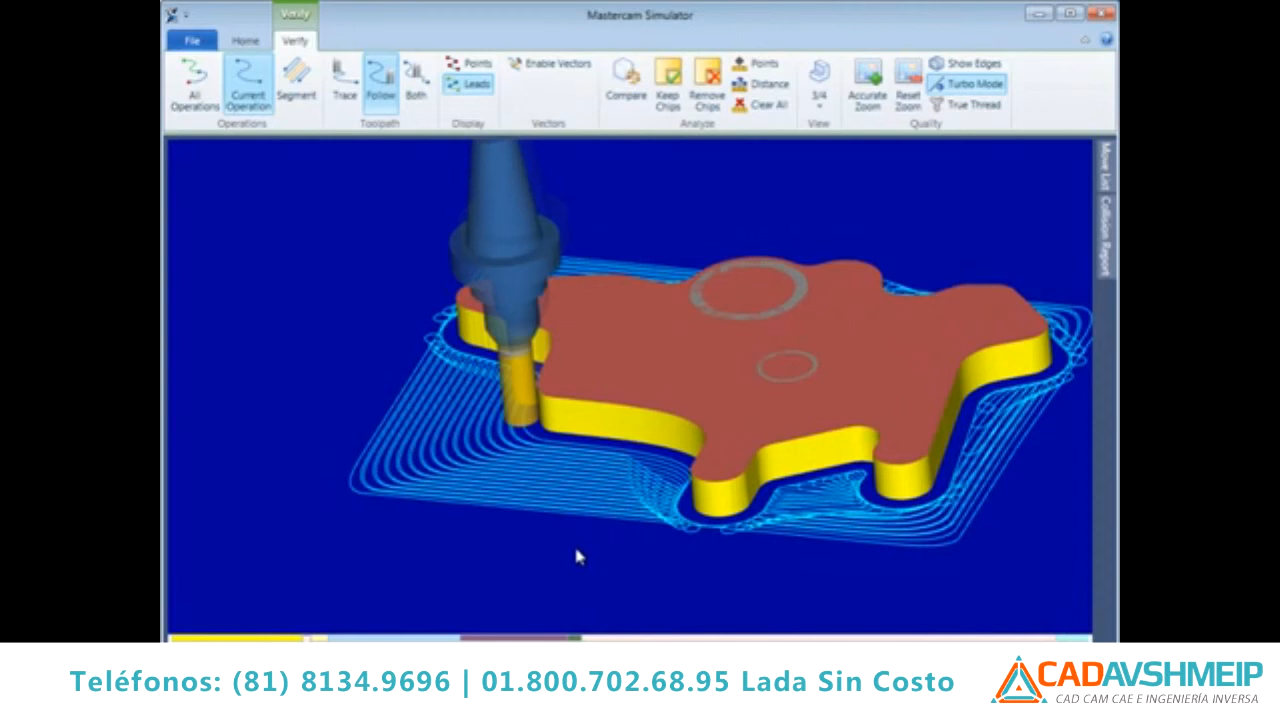 Verify
Mastercam Simulator
File
Home
Verify
All Operations
Current Operation
Segment
Trace
Follow
Both
Points
Leads
Enable Vectors
Compare
Keep Chips
Remove Chips
Points
Distance
Clear All
3/4
Accurate Zoom
Reset Zoom
Show Edges
Turbo Mode
True Thread
Operations
Toolpath
Display
Vectors
Analyze
View
Quality
Move List
Collision Report
Teléfonos: (81) 8134.9696 | 01.800.702.68.95 Lada Sin Costo
CADAVSHMEIP
CAD CAM CAE E INGENIERÍA INVERSA